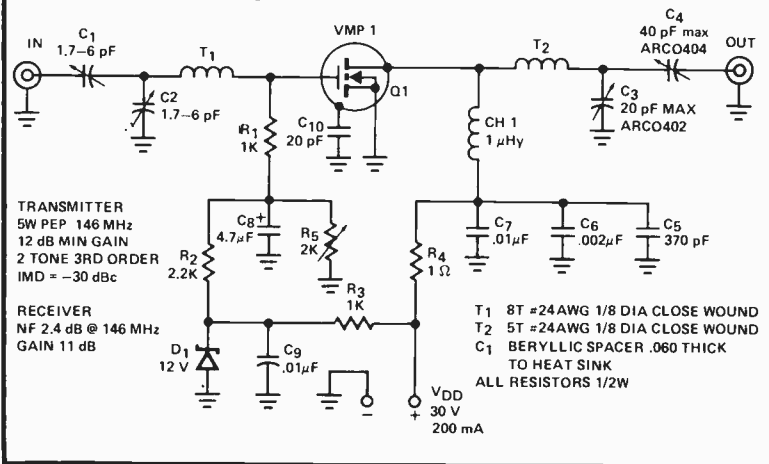 IN
C1
1.7–6 pF
C2
1.7–6 pF
T1
VMP 1
Q1
R1
1K
C10
20 pF
T2
C4
40 pF max
ARCO404
OUT
C3
20 pF MAX
ARCO402
CH 1
1 μHy
TRANSMITTER
5W PEP 146 MHz
12 dB MIN GAIN
2 TONE 3RD ORDER
IMD = –30 dBc
RECEIVER
NF 2.4 dB @ 146 MHz
GAIN 11 dB
R2
2.2K
C8 +
4.7μF
R5
2K
R3
1K
R4
1 Ω
C7
.01μF
C6
.002μF
C5
370 pF
D1
12 V
C9
.01μF
–
+
VDD
30 V
200 mA
T1 8T #24AWG 1/8 DIA CLOSE WOUND
T2 5T #24AWG 1/8 DIA CLOSE WOUND
C1 BERYLLIC SPACER .060 THICK
TO HEAT SINK
ALL RESISTORS 1/2W